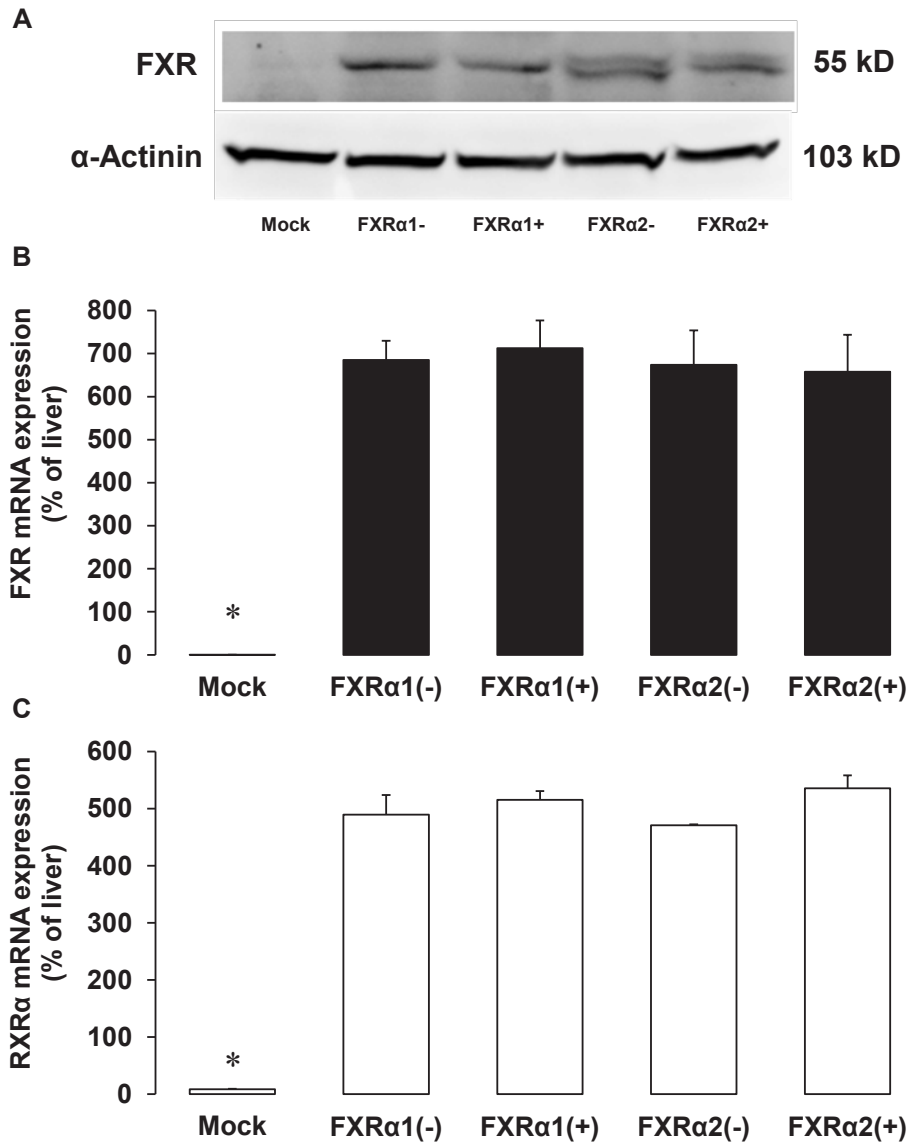 A
FXR
55 kD
α-Actinin
103 kD
Mock FXRα1- FXRα1+ FXRα2- FXRα2+
B
FXR mRNA expression
(% of liver)
800
700
600
500
400
300
200
100
0
*
Mock FXRα1(-) FXRα1(+) FXRα2(-) FXRα2(+)
C
RXRα mRNA expression
(% of liver)
600
500
400
300
200
100
0
*
Mock FXRα1(-) FXRα1(+) FXRα2(-) FXRα2(+)